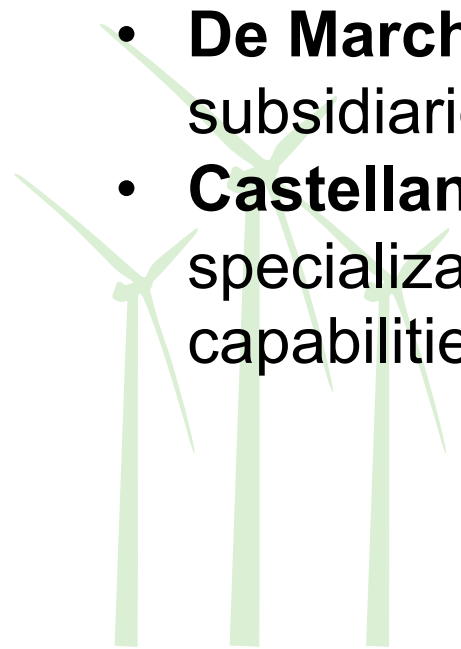 • De March
subsidiari
• Castellan
specializa
capabilitie